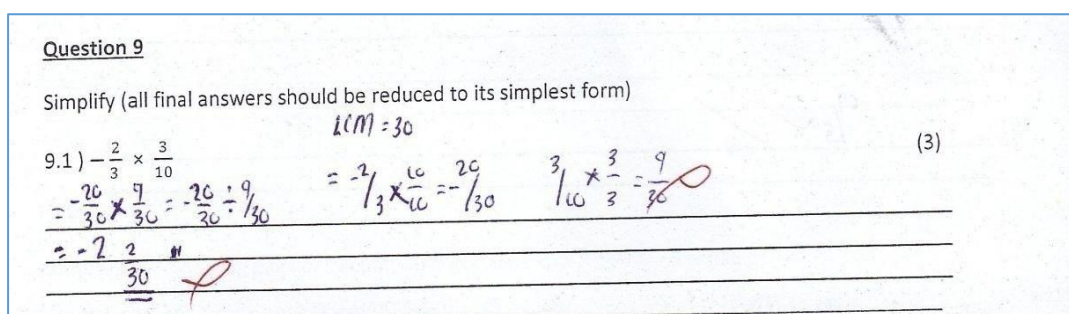 Question 9
Simplify (all final answers should be reduced to its simplest form)
LCM = 30
9.1 ) − 2/3 × 3/10 (3)
= -20/30 × 9/30 = -20/30 ÷ 9/30 = -2/3 × 10/10 = -20/30 3/10 × 3/3 = 9/30
= -2 2/30 "